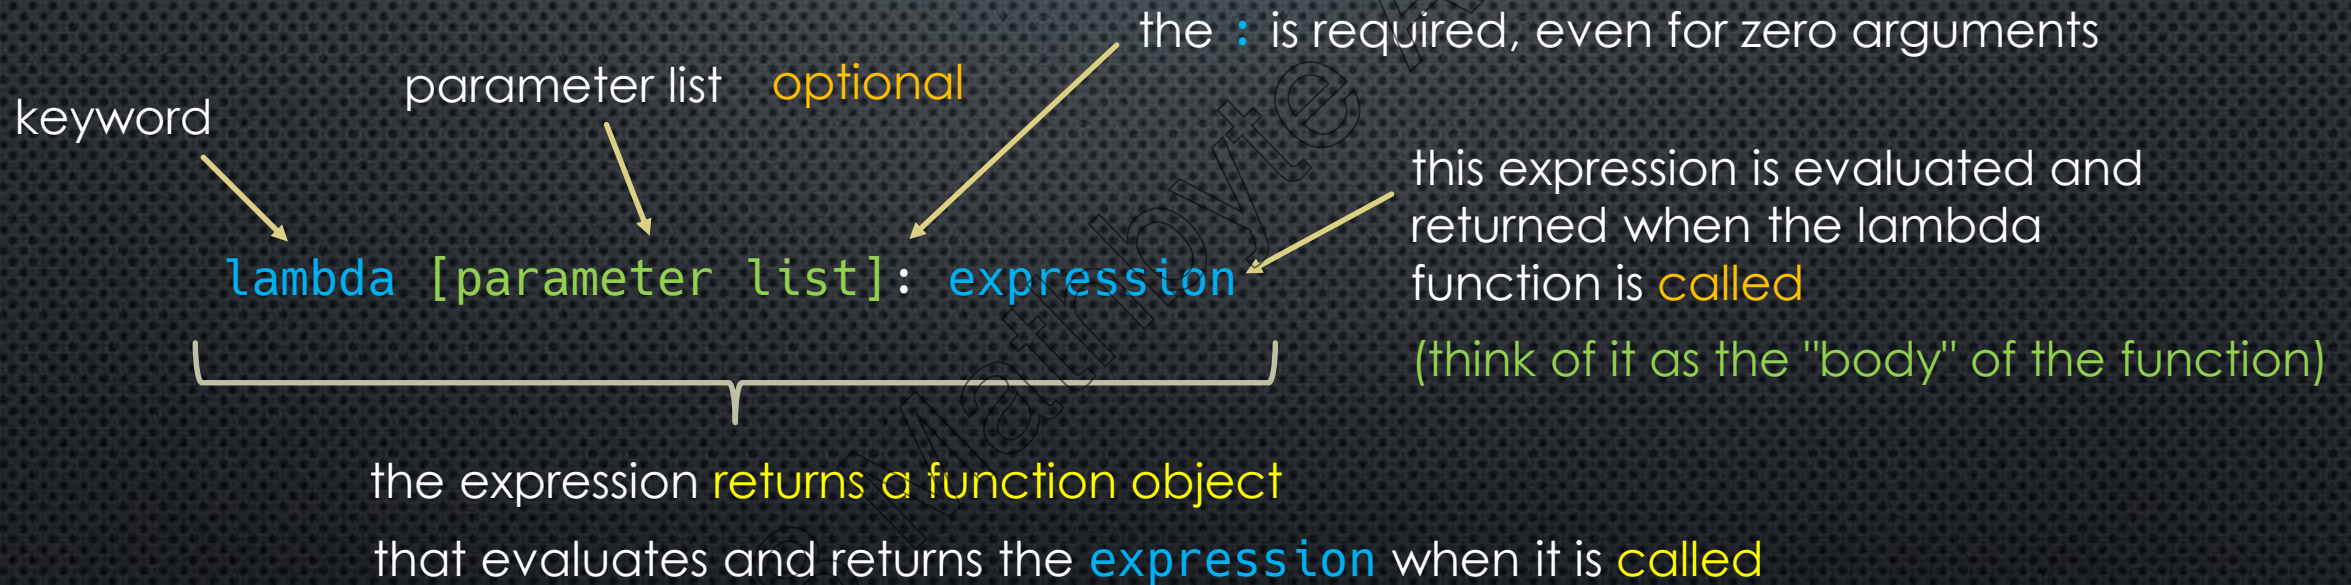 the : is required, even for zero arguments
parameter list optional
keyword
this expression is evaluated and
returned when the lambda
function is called
lambda [parameter list]: expression
(think of it as the "body" of the function)
the expression returns a function object
that evaluates and returns the expression when it is called
Mathbyte